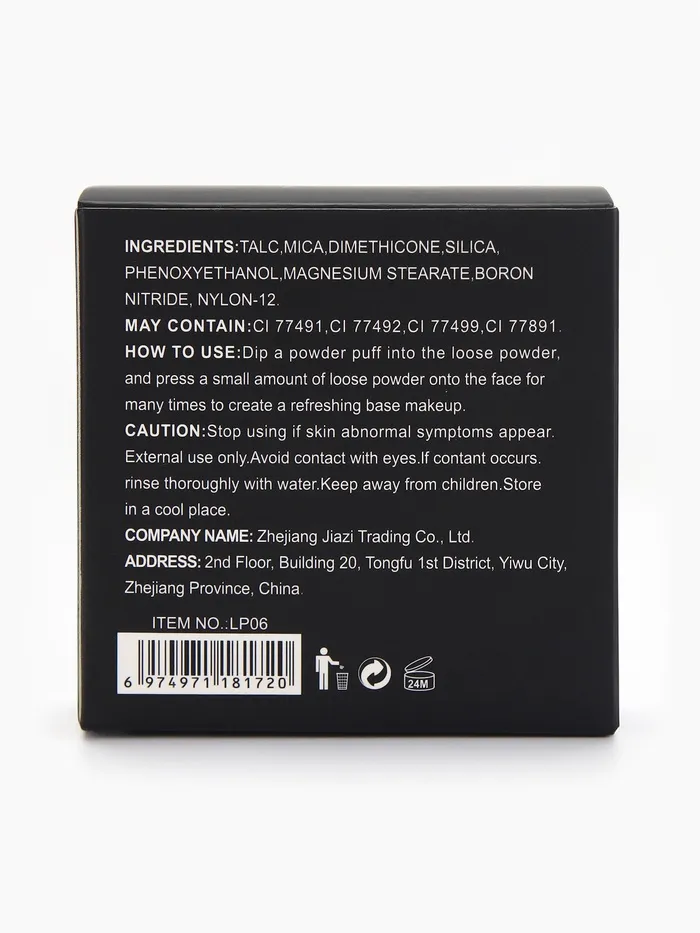 INGREDIENTS:TALC,MICA,DIMETHICONE,SILICA,
PHENOXYETHANOL,MAGNESIUM STEARATE,BORON
NITRIDE, NYLON-12.
MAY CONTAIN:CI 77491,CI 77492,CI 77499,CI 77891.
HOW TO USE:Dip a powder puff into the loose powder,
and press a small amount of loose powder onto the face for
many times to create a refreshing base makeup.
CAUTION:Stop using if skin abnormal symptoms appear.
External use only.Avoid contact with eyes.If contant occurs.
rinse thoroughly with water.Keep away from children.Store
in a cool place.
COMPANY NAME: Zhejiang Jiazi Trading Co., Ltd.
ADDRESS: 2nd Floor, Building 20, Tongfu 1st District, Yiwu City,
Zhejiang Province, China.
ITEM NO.:LP06
6 974971 181720
24M